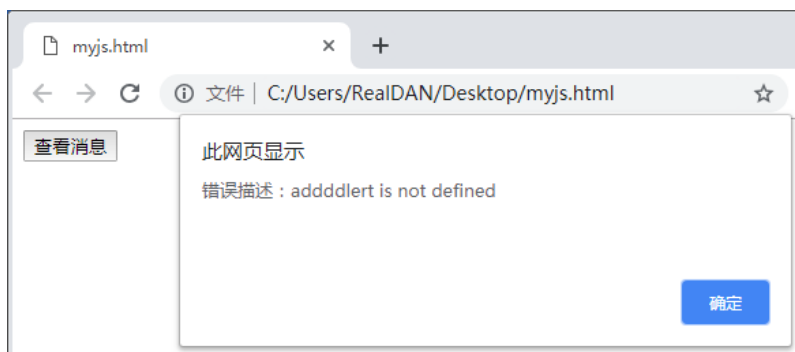 myjs.html
文件 | C:/Users/RealDAN/Desktop/myjs.html
查看消息
此网页显示
错误描述：addddlert is not defined
确定